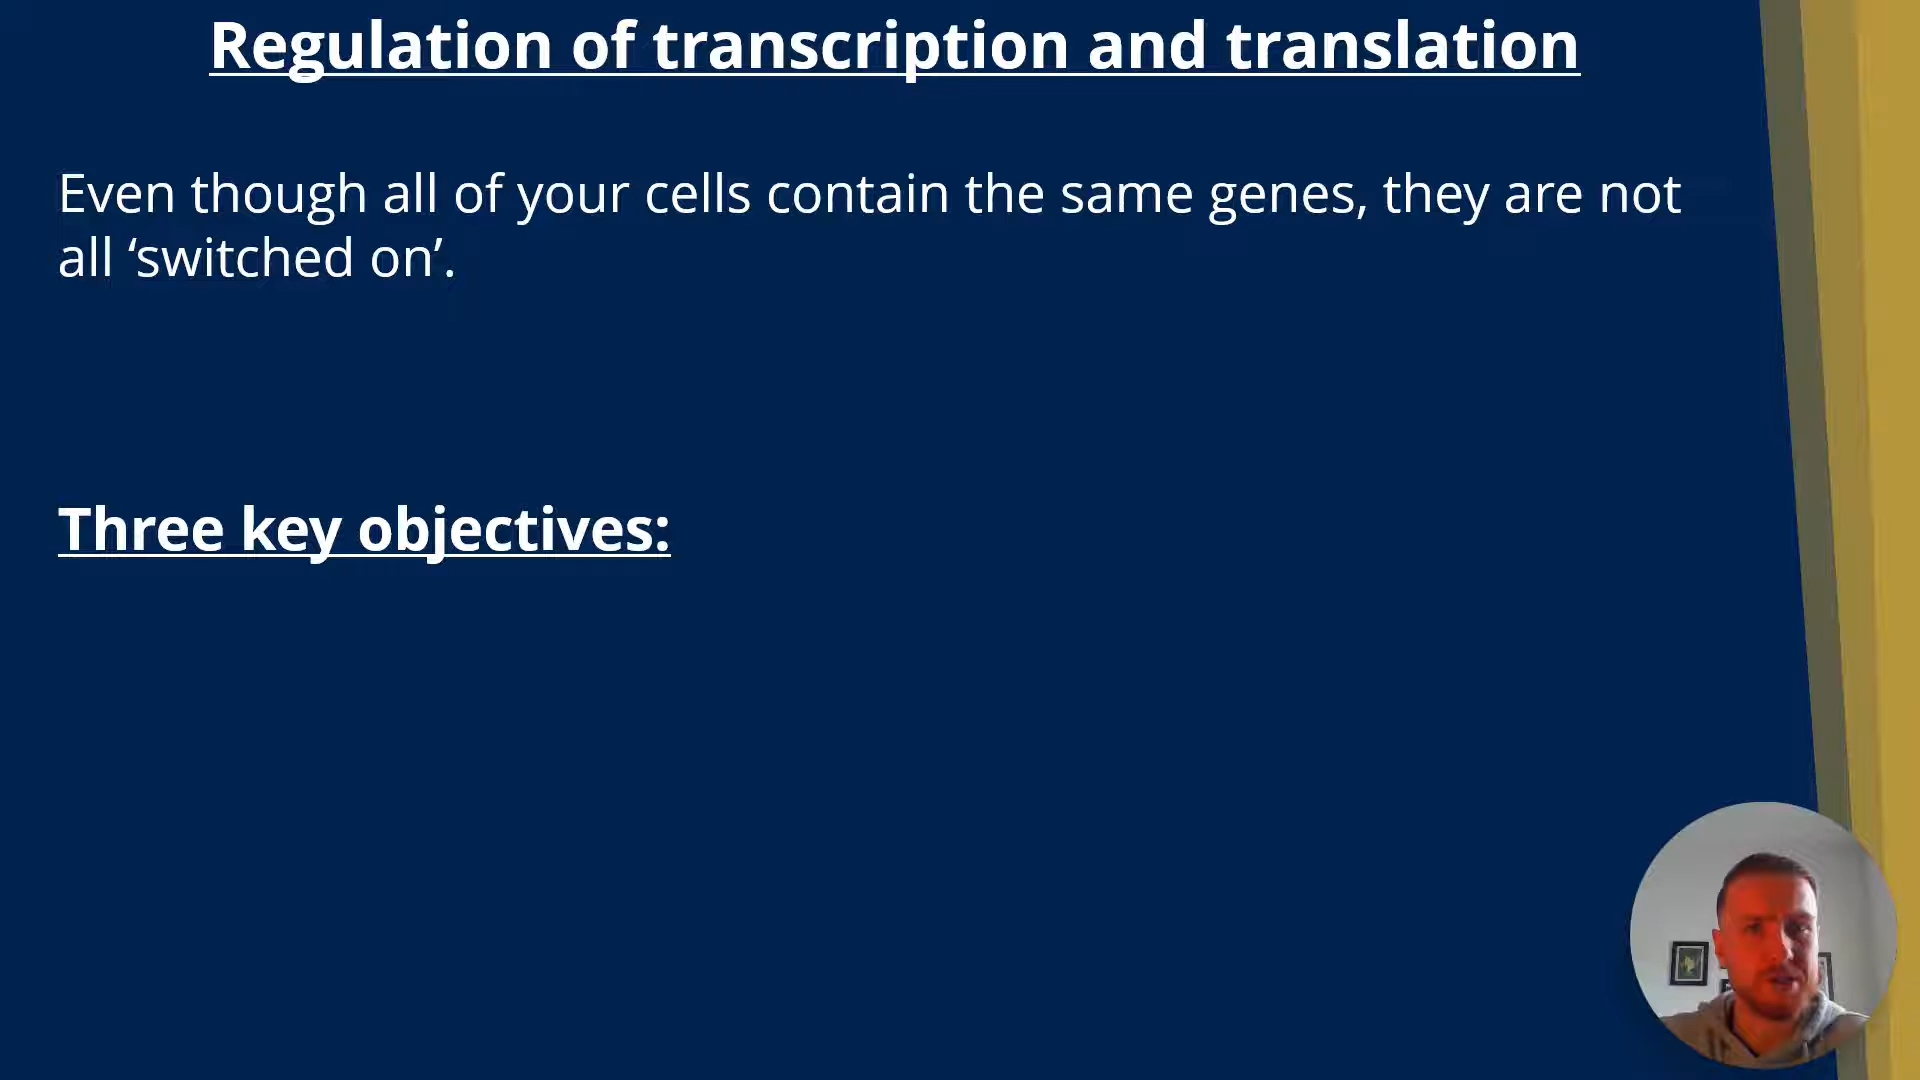 Regulation of transcription and translation
Even though all of your cells contain the same genes, they are not
all ‘switched on’.
Three key objectives: